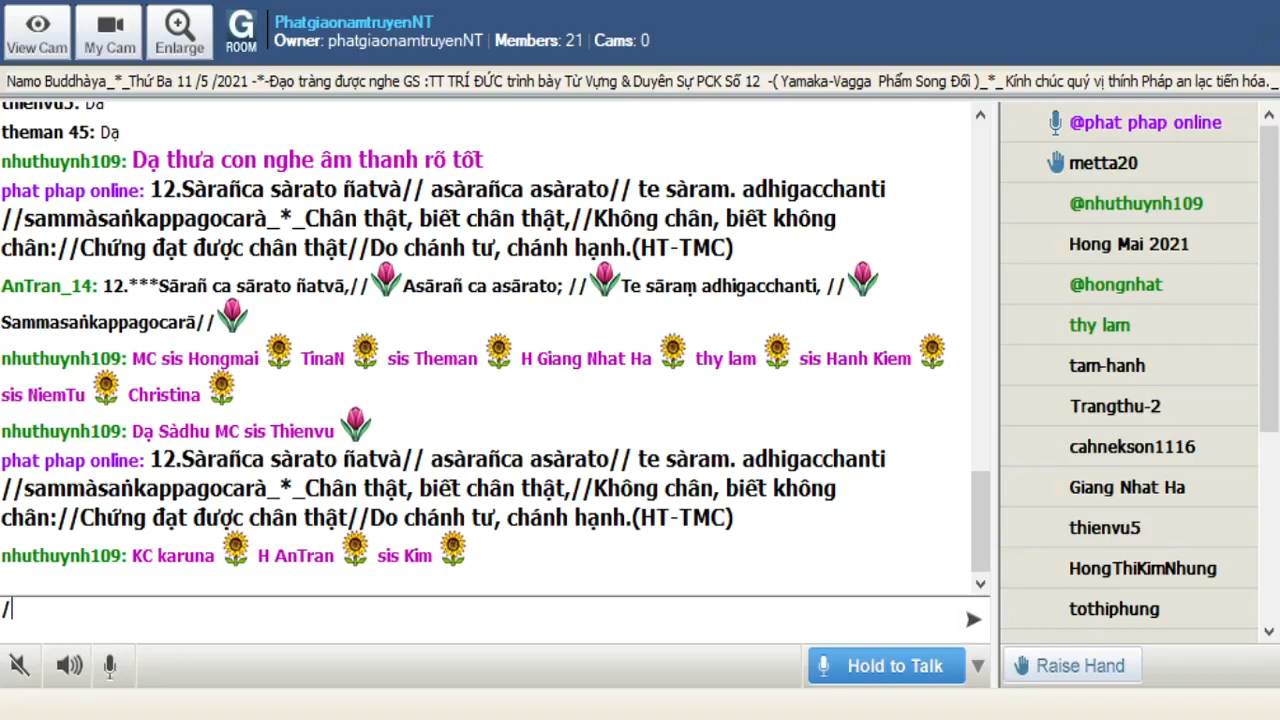 View Cam
My Cam
Enlarge
G
ROOM
PhatgiaonamtruyenNT
Owner: phatgiaonamtruyenNT | Members: 21 | Cams: 0
Namo Buddhàya_*_Thứ Ba 11 /5 /2021 -*-Đạo tràng được nghe GS :TT TRÍ ĐỨC trình bày Từ Vựng & Duyên Sự PCK Số 12 -( Yamaka-Vagga Phẩm Song Đối )_*_ Kính chúc quý vị thính Pháp an lạc tiến hóa._
thienvu5: Dạ
theman 45: Dạ
nhuthuynh109: Dạ thưa con nghe âm thanh rõ tốt
phat phap online: 12.Sàrañca sàrato ñatvà// asàrañca asàrato// te sàram. adhigacchanti
//sammàsaṅkappagocarà_*_Chân thật, biết chân thật,//Không chân, biết không
chân://Chứng đạt được chân thật//Do chánh tư, chánh hạnh.(HT-TMC)
AnTran_14: 12.***Sārañ ca sārato ñatvā,// Asārañ ca asārato; // Te sāraṃ adhigacchanti, //
Sammasaṅkappagocarā//
nhuthuynh109: MC sis Hongmai TinaN sis Theman H Giang Nhat Ha thy lam sis Hanh Kiem
sis NiemTu Christina
nhuthuynh109: Dạ Sàdhu MC sis Thienvu
phat phap online: 12.Sàrañca sàrato ñatvà// asàrañca asàrato// te sàram. adhigacchanti
//sammàsaṅkappagocarà_*_Chân thật, biết chân thật,//Không chân, biết không
chân://Chứng đạt được chân thật//Do chánh tư, chánh hạnh.(HT-TMC)
nhuthuynh109: KC karuna H AnTran sis Kim
/
Hold to Talk
@phat phap online
metta20
@nhuthuynh109
Hong Mai 2021
@hongnhat
thy lam
tam-hanh
Trangthu-2
cahnekson1116
Giang Nhat Ha
thienvu5
HongThiKimNhung
tothiphung
Raise Hand